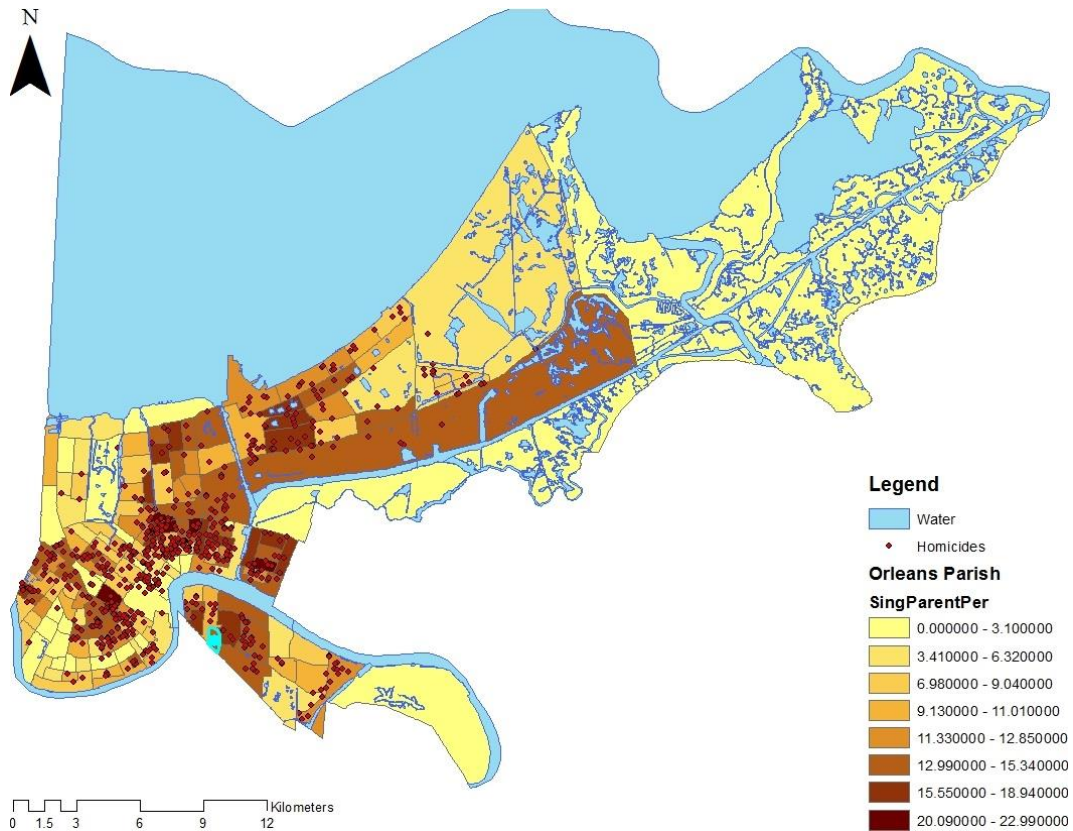 N
Legend
Water
Homicides
Orleans Parish
SingParentPer
0.000000 - 3.100000
3.410000 - 6.320000
6.980000 - 9.040000
9.130000 - 11.010000
11.330000 - 12.850000
12.990000 - 15.340000
15.550000 - 18.940000
20.090000 - 22.990000
Kilometers
0 1.5 3 6 9 12